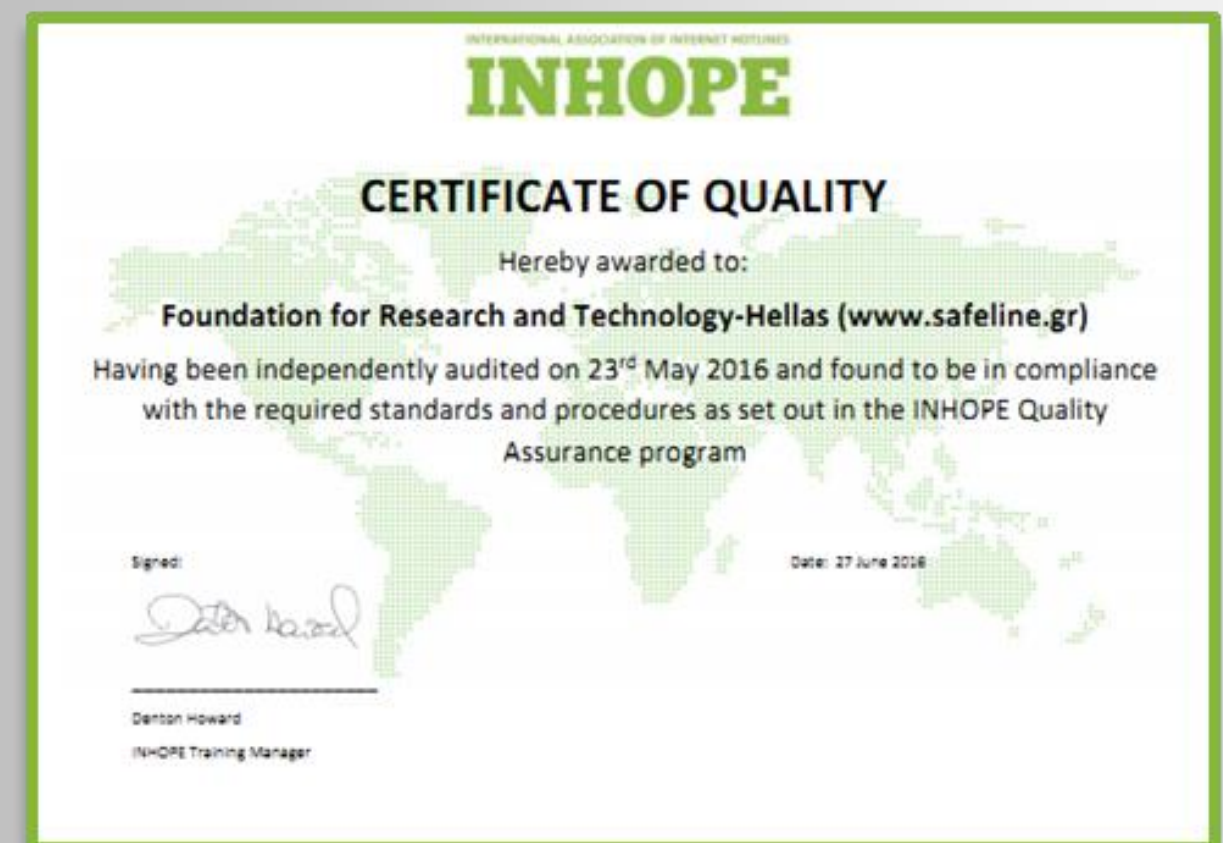 INTERNATIONAL ASSOCIATION OF INTERNET HOTLINES
INHOPE
CERTIFICATE OF QUALITY
Hereby awarded to:
Foundation for Research and Technology-Hellas (www.safeline.gr)
Having been independently audited on 23rd May 2016 and found to be in compliance
with the required standards and procedures as set out in the INHOPE Quality
Assurance program
Signed:
Date: 27 June 2016
Denton Howard
Denton Howard
INHOPE Training Manager